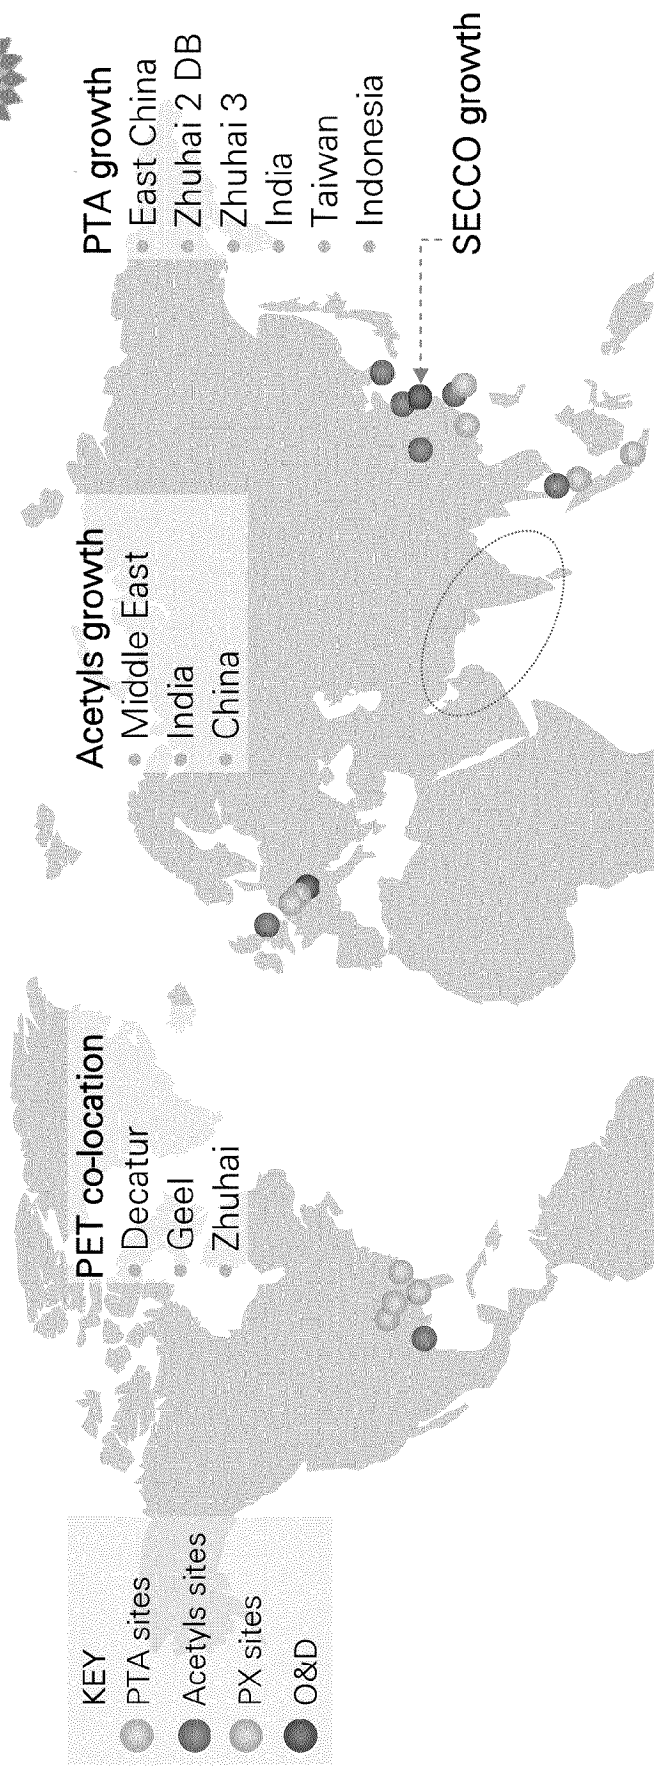 KEY
PTA sites
Acetyls sites
PX sites
O&D
PET co-location
Decatur
Geel
Zhuhai
Acetyls growth
Middle East
India
China
PTA growth
East China
Zhuhai 2 DB
Zhuhai 3
India
Taiwan
Indonesia
SECCO growth